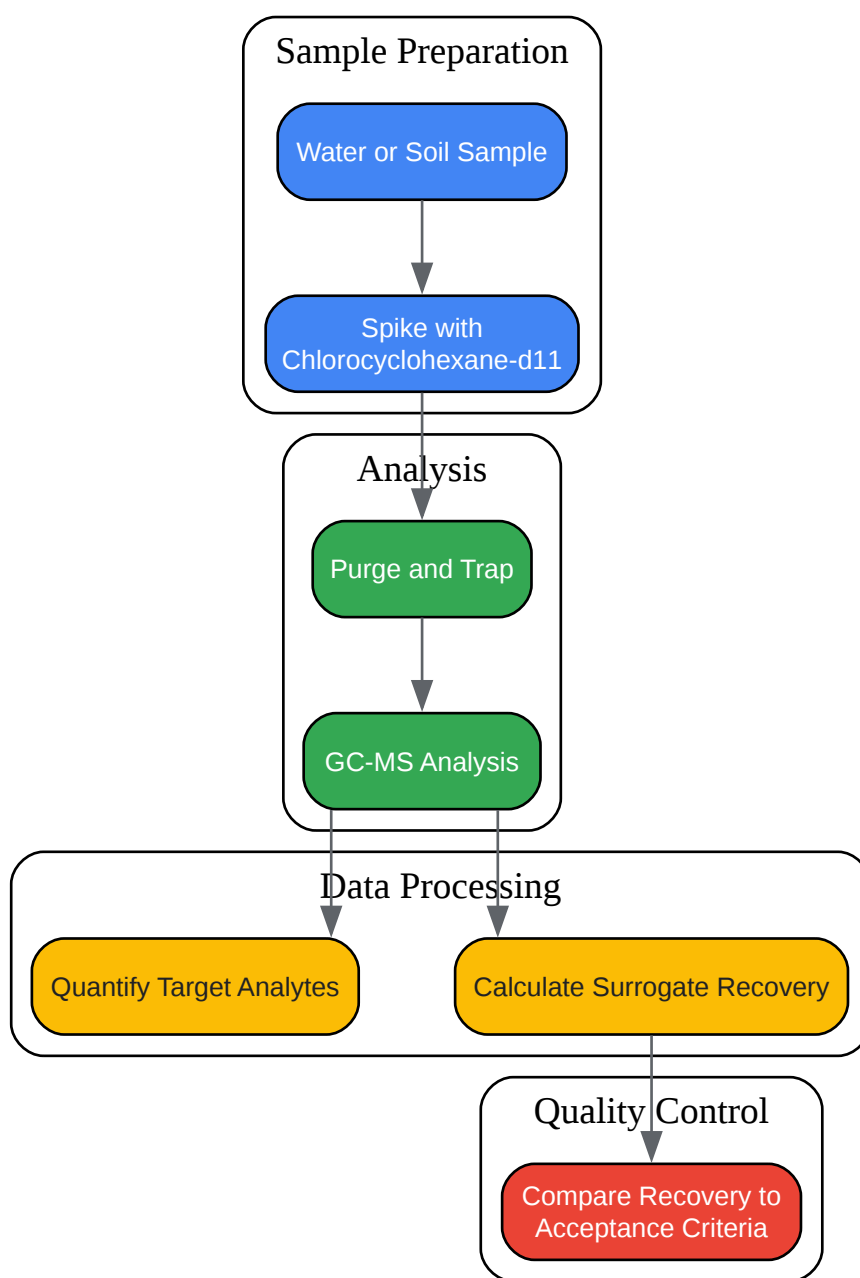 Sample Preparation
Water or Soil Sample
Spike with
Chlorocyclohexane-d11
Analysis
Purge and Trap
GC-MS Analysis
Data Processing
Quantify Target Analytes
Calculate Surrogate Recovery
Quality Control
Compare Recovery to
Acceptance Criteria